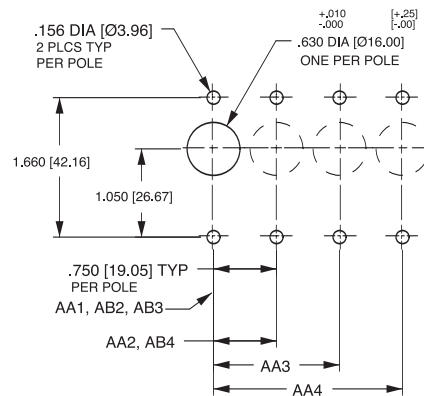 .156 DIA [Ø3.96]
2 PLCS TYP
PER POLE
+.010 [+.25]
-.000 [-.00]
.630 DIA [Ø16.00]
ONE PER POLE
1.660 [42.16]
1.050 [26.67]
.750 [19.05] TYP
PER POLE
AA1, AB2, AB3
AA2, AB4
AA3
AA4